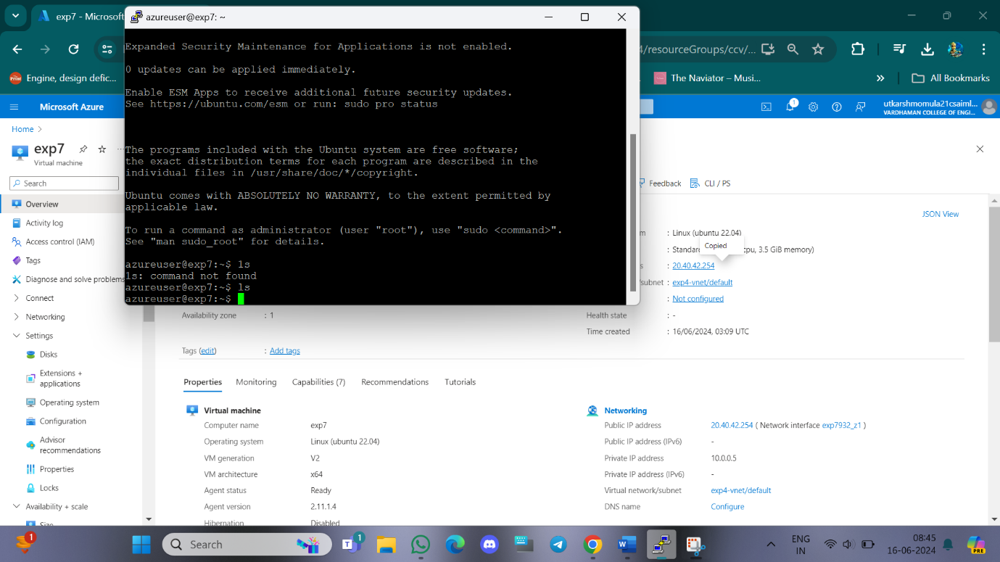 exp7 - Microsoft
azureuser@exp7: ~
4/resourceGroups/ccv/...
Engine, design defic...
The Naviator – Musi...
All Bookmarks
Microsoft Azure
1
utkarshmomula21csaiml...
VARDHAMAN COLLEGE OF ENGI...
Home
exp7
Virtual machine
Search
Overview
Activity log
Access control (IAM)
Tags
Diagnose and solve problems
Connect
Networking
Settings
Disks
Extensions +
applications
Operating system
Configuration
Advisor
recommendations
Properties
Locks
Availability + scale
Size
Expanded Security Maintenance for Applications is not enabled.
0 updates can be applied immediately.
Enable ESM Apps to receive additional future security updates.
See https://ubuntu.com/esm or run: sudo pro status
The programs included with the Ubuntu system are free software;
the exact distribution terms for each program are described in the
individual files in /usr/share/doc/*/copyright.
Ubuntu comes with ABSOLUTELY NO WARRANTY, to the extent permitted by
applicable law.
To run a command as administrator (user "root"), use "sudo <command>".
See "man sudo_root" for details.
azureuser@exp7:~$ 1s
1s: command not found
azureuser@exp7:~$ ls
azureuser@exp7:~$
Feedback
CLI / PS
JSON View
: Linux (ubuntu 22.04)
Copied
cpu, 3.5 GiB memory)
: 20.40.42.254
/subnet : exp4-vnet/default
: Not configured
Availability zone : 1
Health state : -
Time created : 16/06/2024, 03:09 UTC
Tags (edit) : Add tags
Properties Monitoring Capabilities (7) Recommendations Tutorials
Virtual machine
Computer name exp7
Operating system Linux (ubuntu 22.04)
VM generation V2
VM architecture x64
Agent status Ready
Agent version 2.11.1.4
Hibernation Disabled
Networking
Public IP address 20.40.42.254 ( Network interface exp7932_z1 )
Public IP address (IPv6) -
Private IP address 10.0.0.5
Private IP address (IPv6) -
Virtual network/subnet exp4-vnet/default
DNS name Configure
1
Search
1
ENG
IN
08:45
16-06-2024
PRE